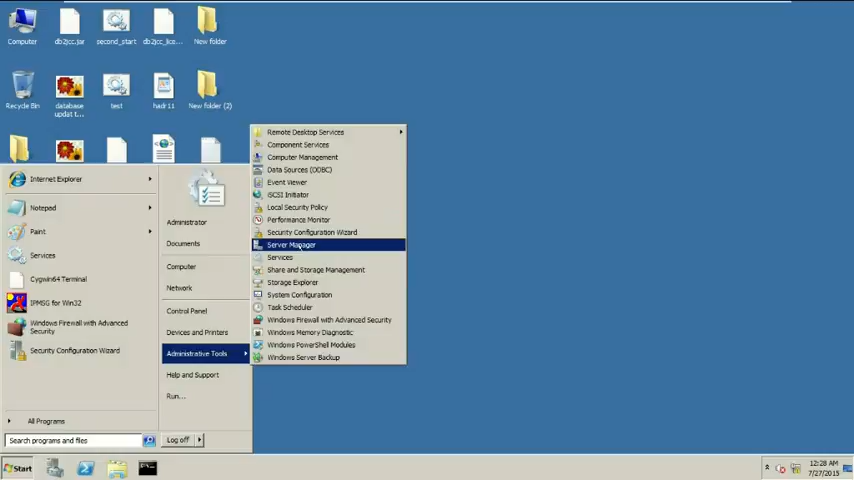 Computer
db2jcc.jar
second_start
db2jcc_lice...
New folder
Recycle Bin
database
updat t...
test
hadr11
New folder (2)
Internet Explorer
Notepad
Paint
Services
Cygwin64 Terminal
IPMSG for Win32
Windows Firewall with Advanced
Security
Security Configuration Wizard
All Programs
Search programs and files
Administrator
Documents
Computer
Network
Control Panel
Devices and Printers
Administrative Tools
Help and Support
Run...
Log off
Remote Desktop Services
Component Services
Computer Management
Data Sources (ODBC)
Event Viewer
iSCSI Initiator
Local Security Policy
Performance Monitor
Security Configuration Wizard
Server Manager
Services
Share and Storage Management
Storage Explorer
System Configuration
Task Scheduler
Windows Firewall with Advanced Security
Windows Memory Diagnostic
Windows PowerShell Modules
Windows Server Backup
Start
12:28 AM
7/27/2015